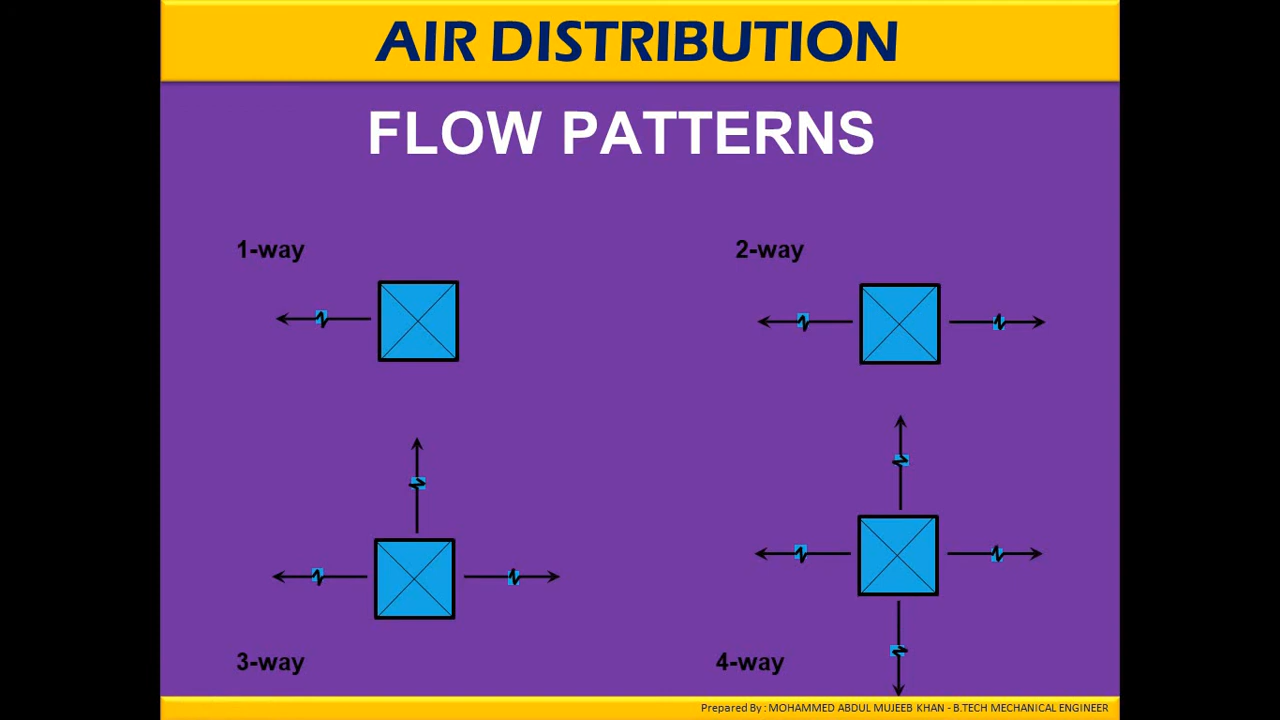 AIR DISTRIBUTION
FLOW PATTERNS
1-way
2-way
3-way
4-way
Prepared By : MOHAMMED ABDUL MUJEEB KHAN - B.TECH MECHANICAL ENGINEER